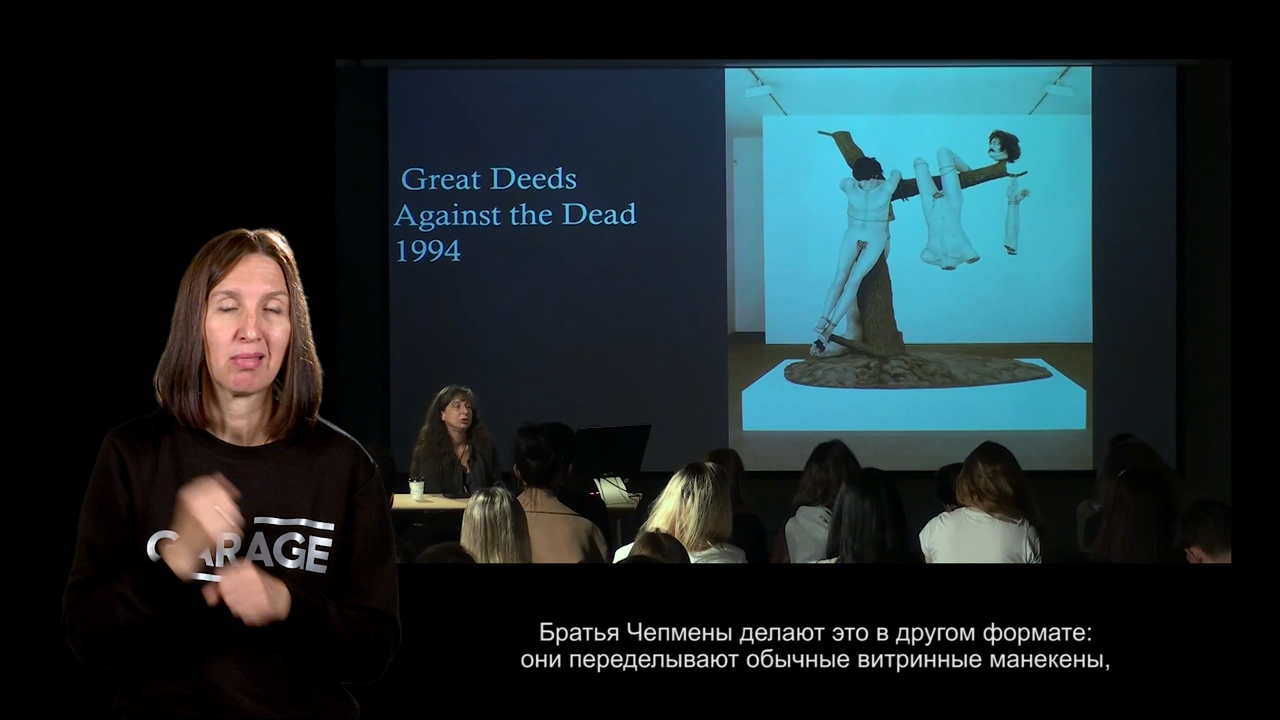 Great Deeds
Against the Dead
1994
GARAGE
Братья Чепмены делают это в другом формате:
они переделывают обычные витринные манекены,